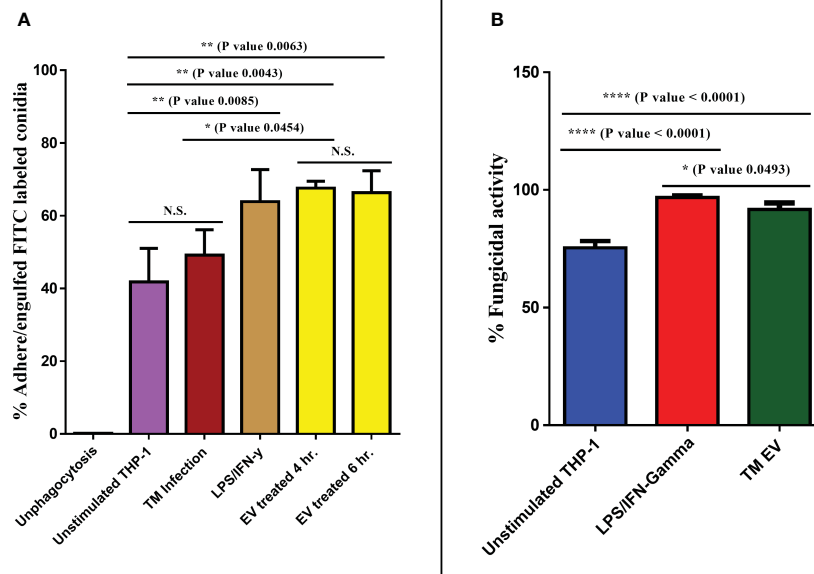 A
** (P value 0.0063)
** (P value 0.0043)
** (P value 0.0085)
* (P value 0.0454)
N.S.
N.S.
% Adhere/engulfed FITC labeled conidia
100
80
60
40
20
0
Unphagocytosis
Unstimulated THP-1
TM Infection
LPS/IFN-y
EV treated 4 hr.
EV treated 6 hr.
B
**** (P value < 0.0001)
**** (P value < 0.0001)
* (P value 0.0493)
% Fungicidal activity
150
100
50
0
Unstimulated THP-1
LPS/IFN-Gamma
TM EV